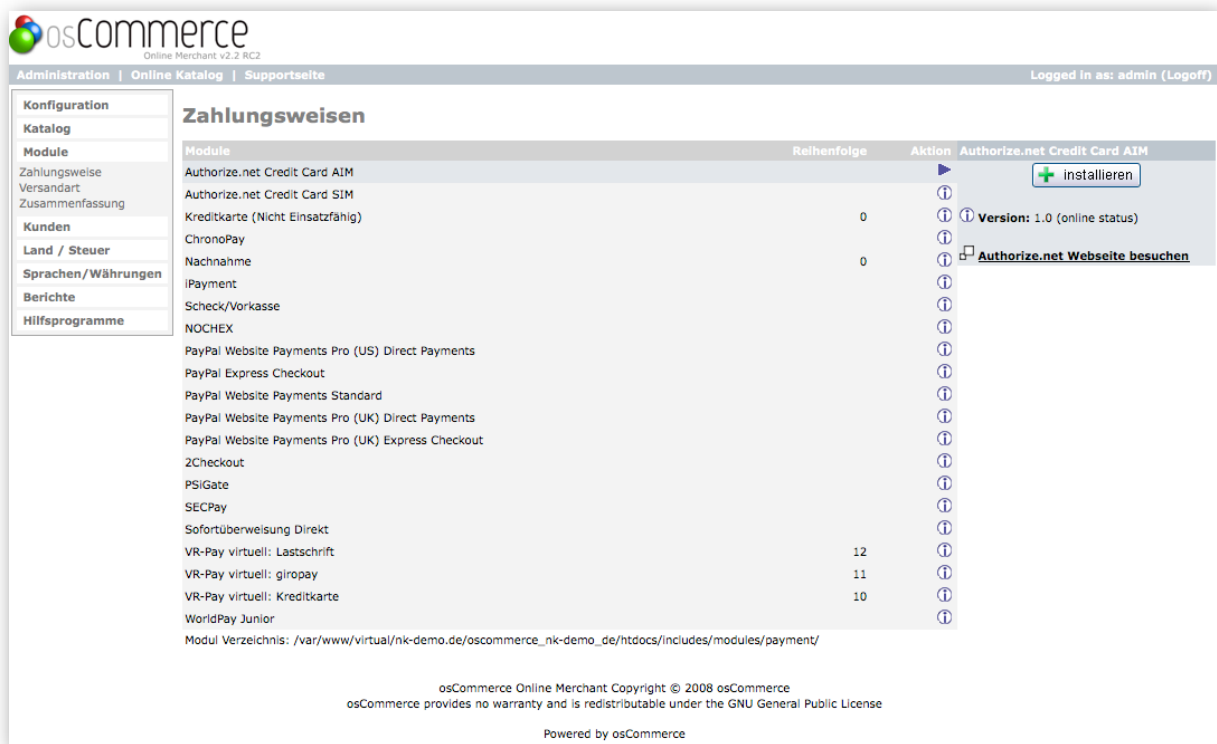 osCommerce
Online Merchant v2.2 RC2
Administration | Online Katalog | Supportseite
Logged in as: admin (Logoff)
Konfiguration
Katalog
Module
Zahlungsweise
Versandart
Zusammenfassung
Kunden
Land / Steuer
Sprachen/Währungen
Berichte
Hilfsprogramme
Zahlungsweisen
Module Reihenfolge Aktion
Authorize.net Credit Card AIM
Authorize.net Credit Card SIM
Kreditkarte (Nicht Einsatzfähig) 0
ChronoPay
Nachnahme 0
iPayment
Scheck/Vorkasse
NOCHEX
PayPal Website Payments Pro (US) Direct Payments
PayPal Express Checkout
PayPal Website Payments Standard
PayPal Website Payments Pro (UK) Direct Payments
PayPal Website Payments Pro (UK) Express Checkout
2Checkout
PSiGate
SECPay
Sofortüberweisung Direkt
VR-Pay virtuell: Lastschrift 12
VR-Pay virtuell: giropay 11
VR-Pay virtuell: Kreditkarte 10
WorldPay Junior
Modul Verzeichnis: /var/www/virtual/nk-demo.de/oscommerce_nk-demo_de/htdocs/includes/modules/payment/
Authorize.net Credit Card AIM
installieren
Version: 1.0 (online status)
Authorize.net Webseite besuchen
osCommerce Online Merchant Copyright © 2008 osCommerce
osCommerce provides no warranty and is redistributable under the GNU General Public License
Powered by osCommerce